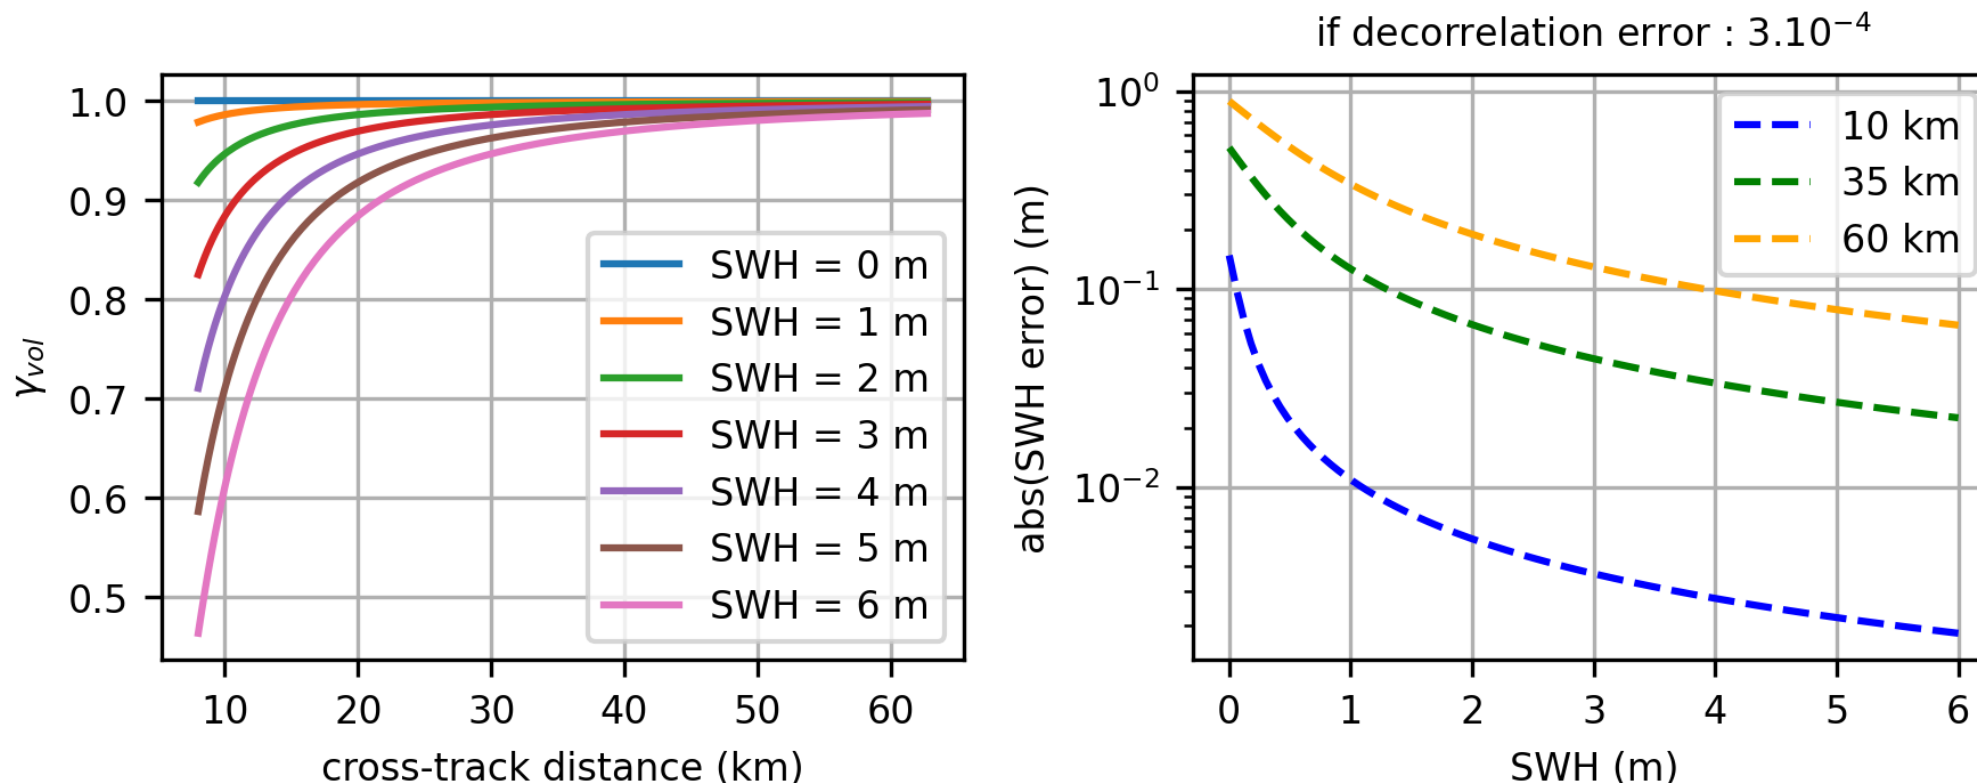 1.0
0.9
0.8
0.7
0.6
0.5
γvol
10 20 30 40 50 60
cross-track distance (km)
SWH = 0 m
SWH = 1 m
SWH = 2 m
SWH = 3 m
SWH = 4 m
SWH = 5 m
SWH = 6 m
if decorrelation error : 3.10⁻⁴
10⁰
10⁻¹
10⁻²
abs(SWH error) (m)
0 1 2 3 4 5 6
SWH (m)
10 km
35 km
60 km